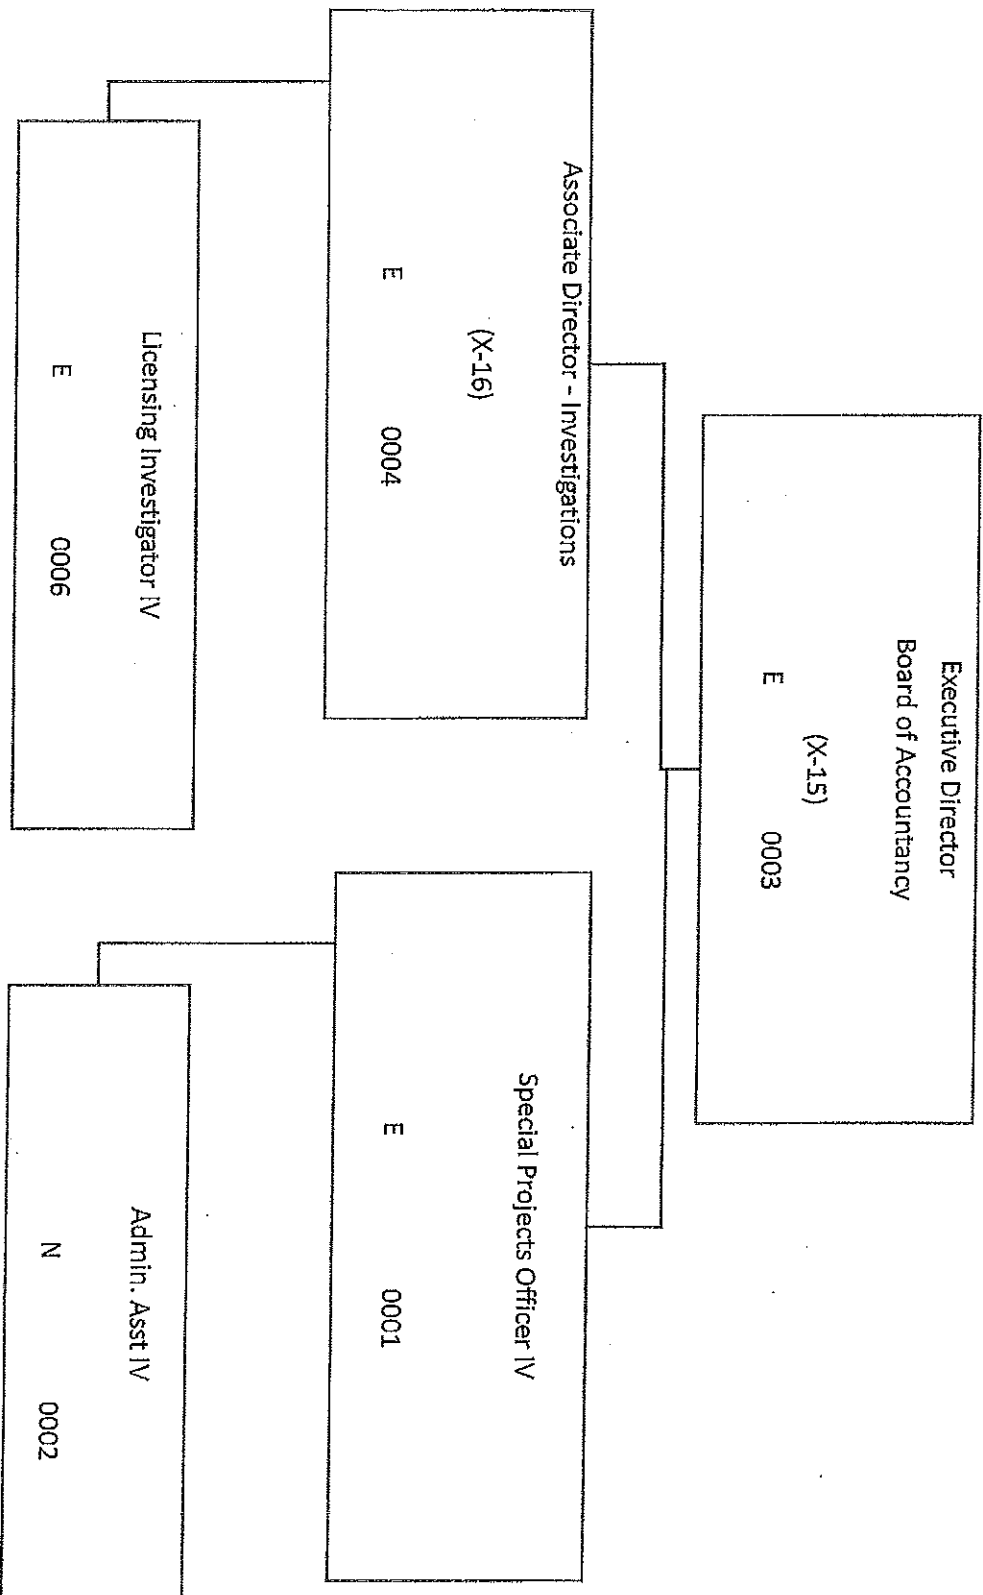 Executive Director
Board of Accountancy
(X-15)
E 0003
Associate Director - Investigations
(X-16)
E 0004
Special Projects Officer IV
E 0001
Licensing Investigator IV
E 0006
Admin. Asst IV
N 0002